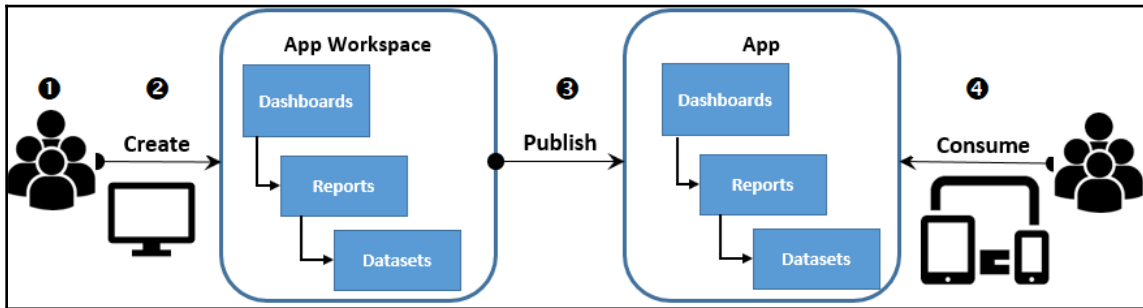 App Workspace
App
❶
❷
❸
❹
Dashboards
Dashboards
Create
Publish
Consume
Reports
Reports
Datasets
Datasets